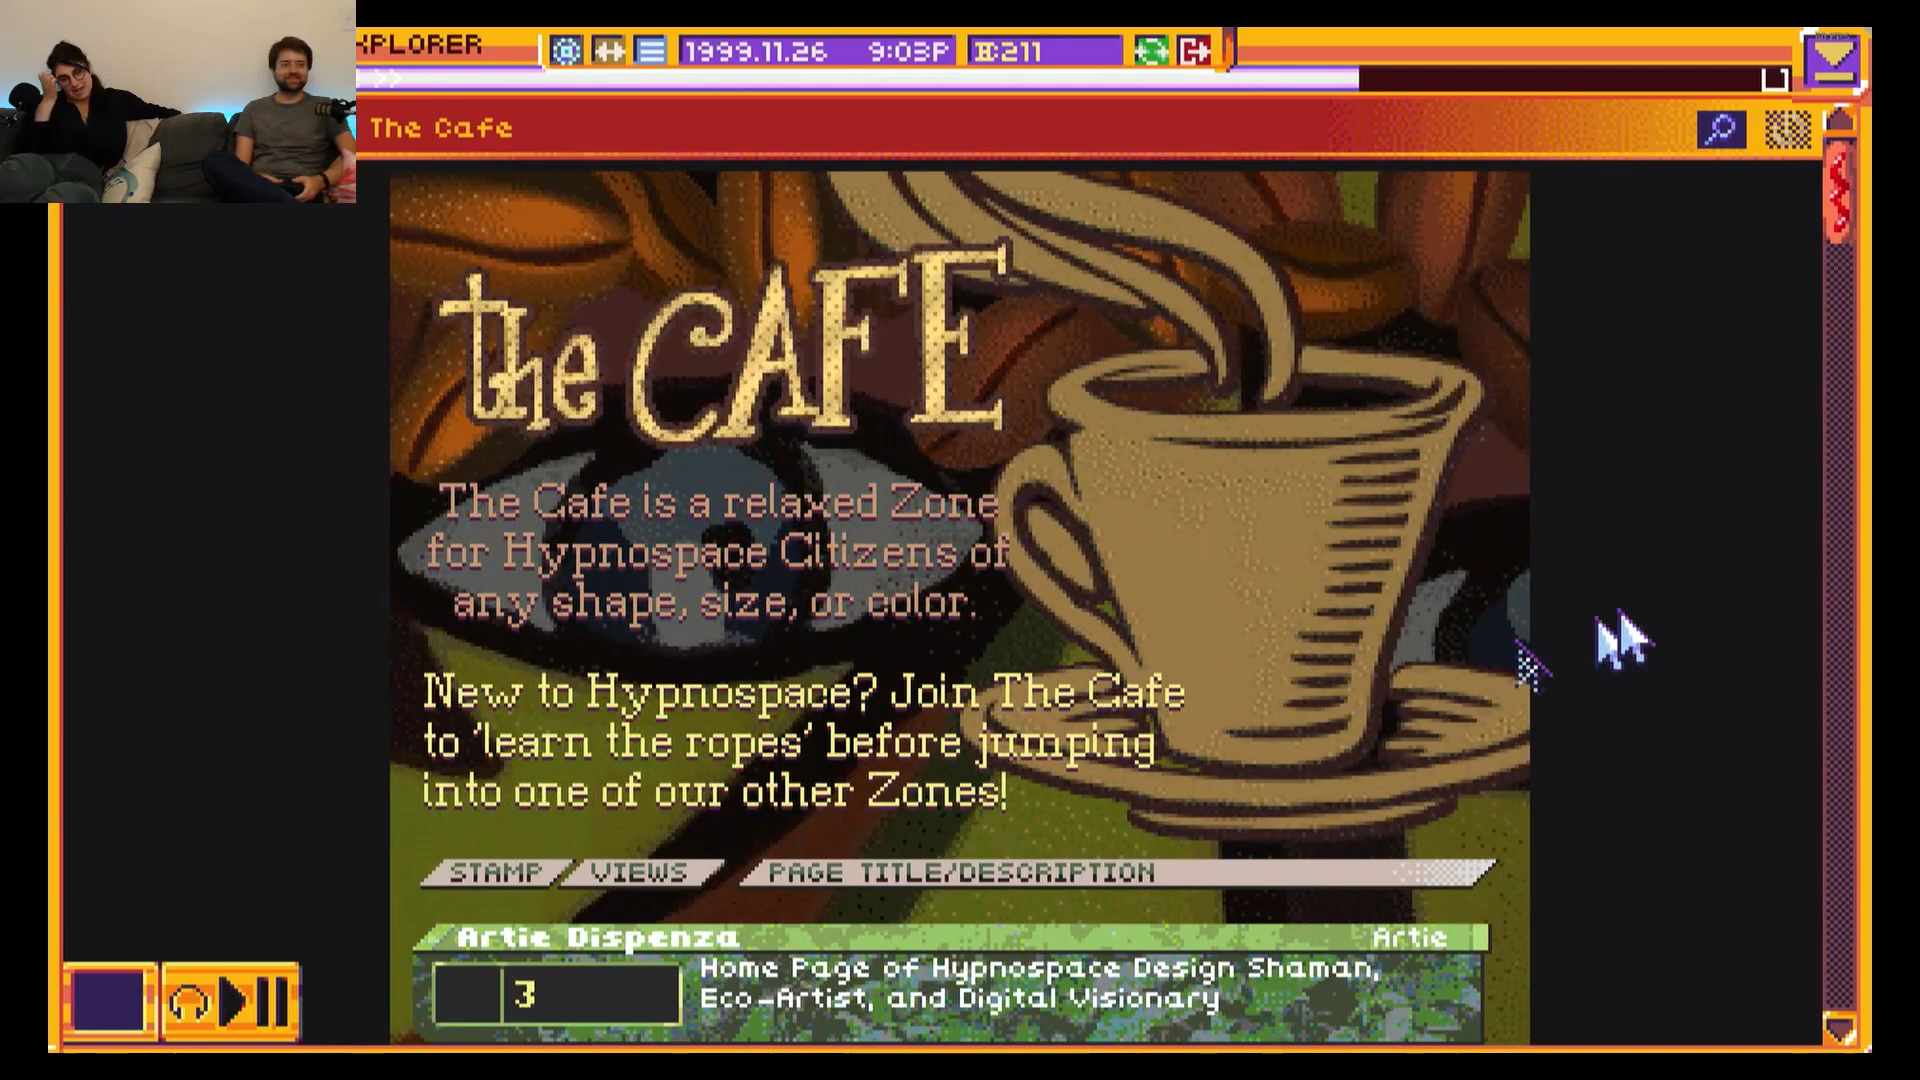 XPLORER
1999.11.26 9:03P
211
>>
The Cafe
the CAFE
The Cafe is a relaxed Zone
for Hypnospace Citizens of
any shape, size, or color.
New to Hypnospace? Join The Cafe
to 'learn the ropes' before jumping
into one of our other Zones!
STAMP VIEWS PAGE TITLE/DESCRIPTION
Artie Dispenza Artie
3 Home Page of Hypnospace Design Shaman,
Eco-Artist, and Digital Visionary